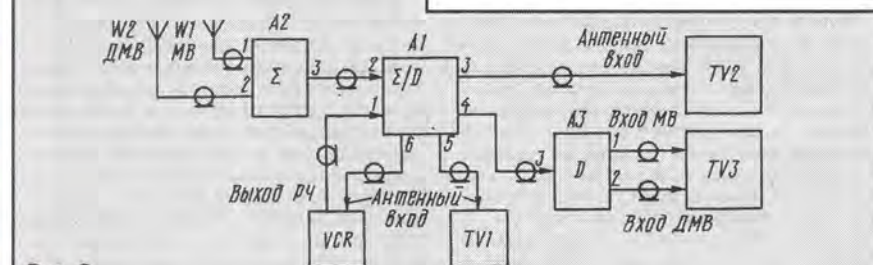 W2
ДМВ
W1
МВ
A2
1
2
Σ
3
A1
2
1
Σ/D
3
4
6
5
Антенный
вход
TV2
A3
3
D
1
2
Вход МВ
Вход ДМВ
TV3
Выход РЧ
Антенный
вход
VCR
TV1